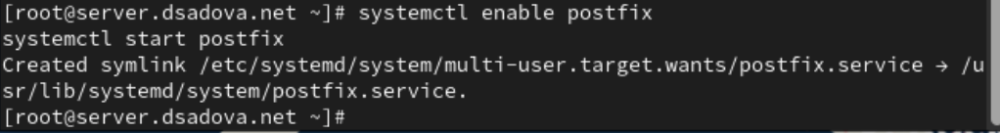 [root@server.dsadova.net ~]# systemctl enable postfix
systemctl start postfix
Created symlink /etc/systemd/system/multi-user.target.wants/postfix.service → /u
sr/lib/systemd/system/postfix.service.
[root@server.dsadova.net ~]#